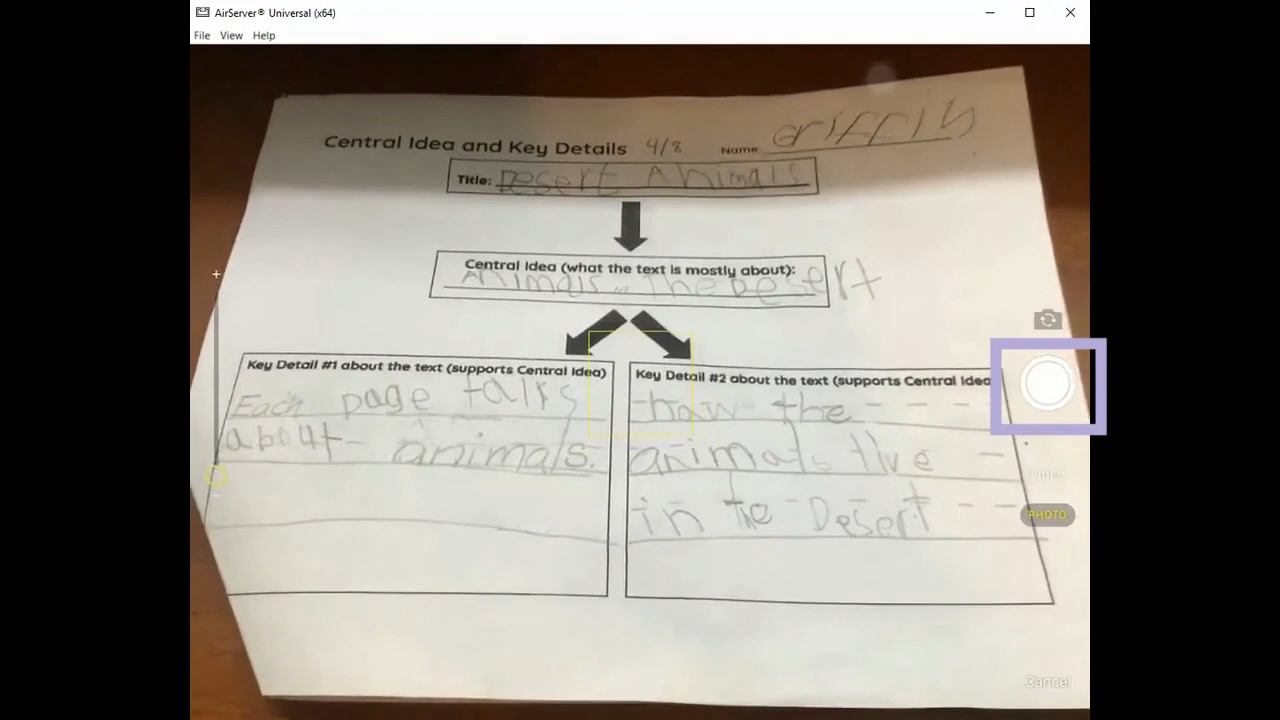 AirServer® Universal (x64)
File View Help
Central Idea and Key Details 4/8 Name Griffin
Title: Desert Animals
Central Idea (what the text is mostly about):
Animals in The Desert
Key Detail #1 about the text (supports Central Idea)
Each page talks
about animals.
Key Detail #2 about the text (supports Central Idea
how the
animals live
in the Desert
VIDEO
PHOTO
Cancel